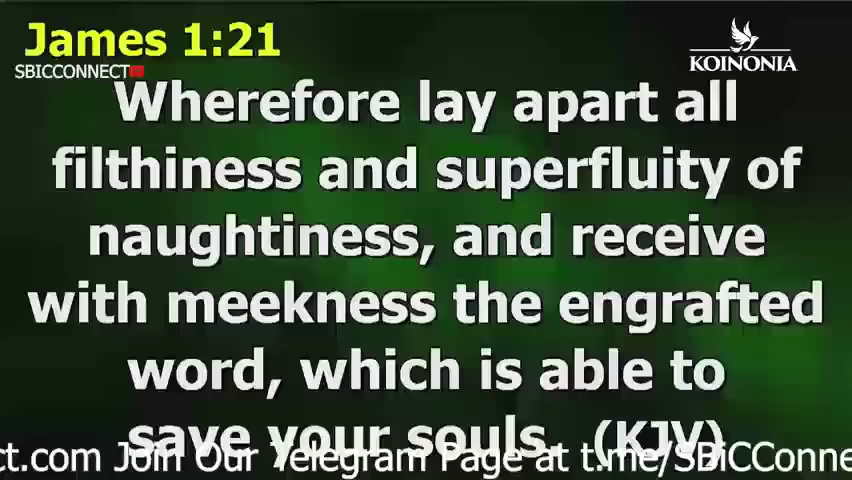 James 1:21
SBICCONNECT
KOINONIA
Wherefore lay apart all
filthiness and superfluity of
naughtiness, and receive
with meekness the engrafted
word, which is able to
save your souls. (KJV)
ct.com Join Our Telegram Page at t.me/SBiCConne